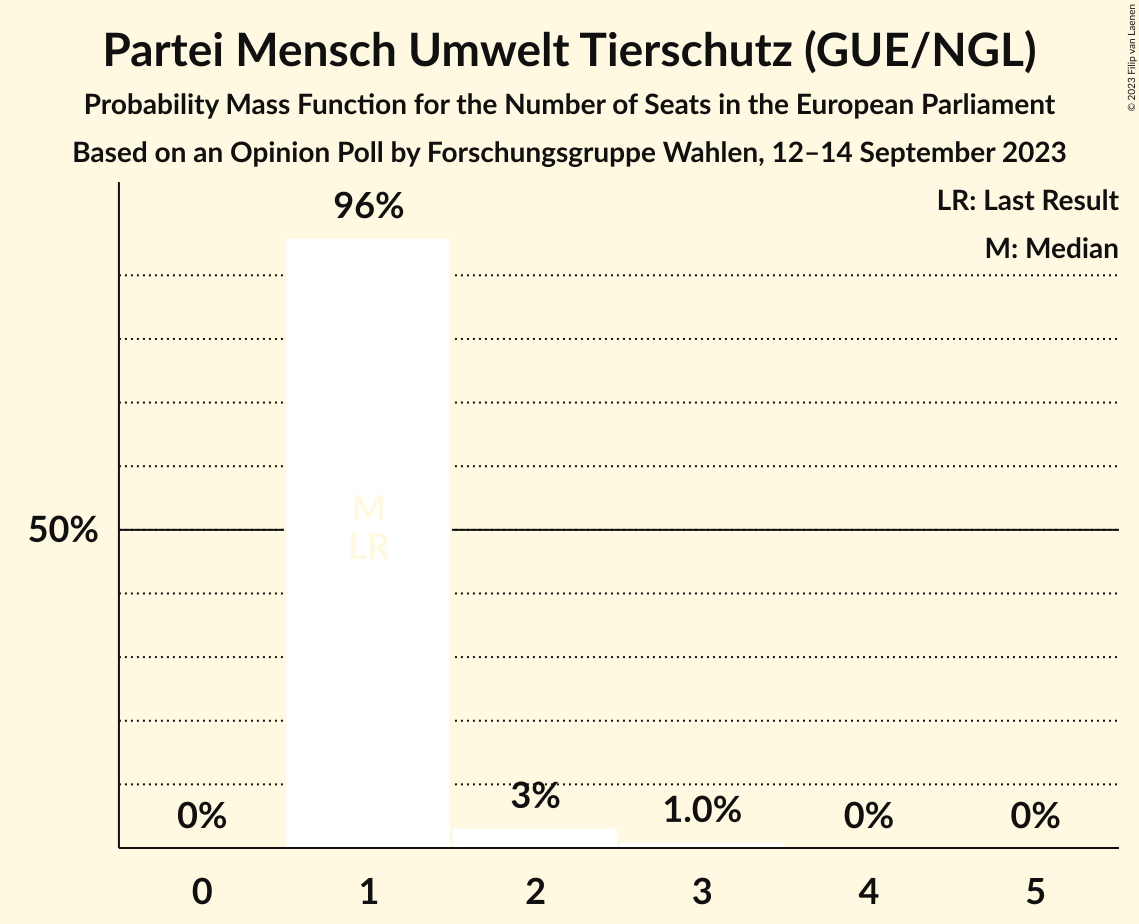 Partei Mensch Umwelt Tierschutz (GUE/NGL)
Probability Mass Function for the Number of Seats in the European Parliament
Based on an Opinion Poll by Forschungsgruppe Wahlen, 12–14 September 2023
© 2023 Filip van Laenen
LR: Last Result
M: Median
96%
M
LR
50%
0%
3%
1.0%
0%
0%
0
1
2
3
4
5